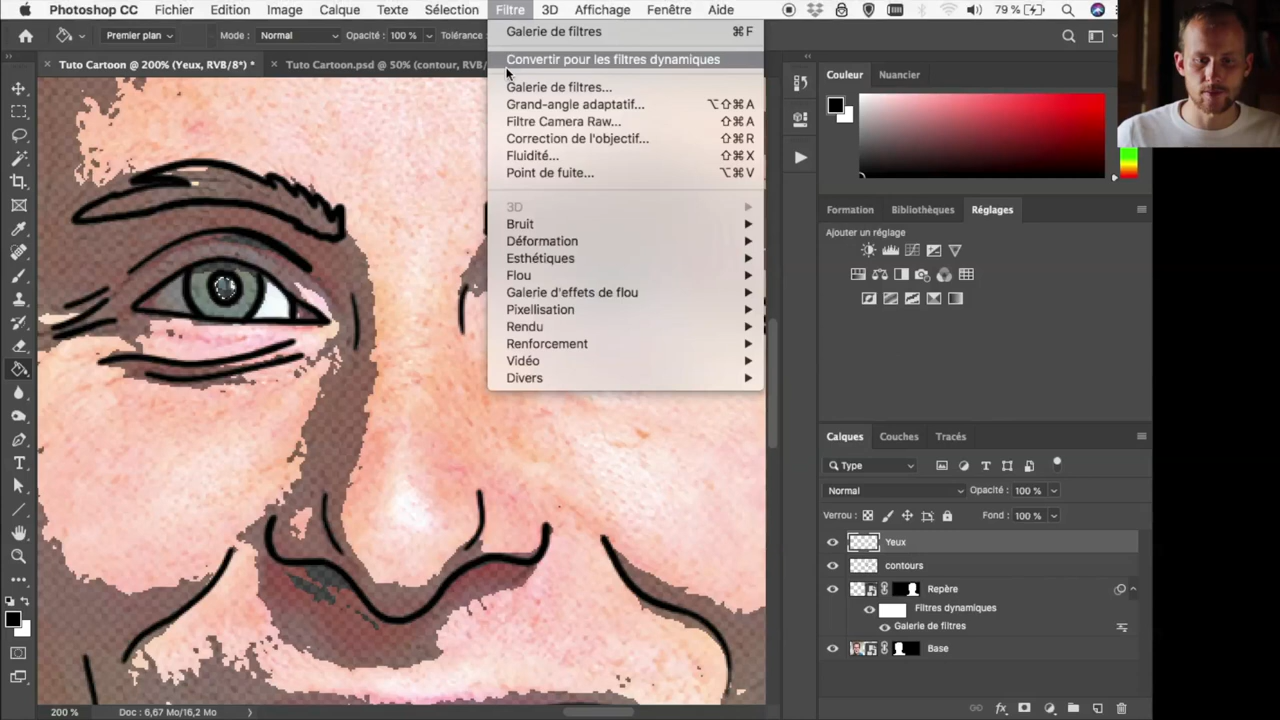 Photoshop CC Fichier Edition Image Calque Texte Sélection Filtre 3D Affichage Fenêtre Aide 79 %
Premier plan Mode : Normal Opacité : 100 % Tolérance :
Tuto Cartoon @ 200% (Yeux, RVB/8*) * Tuto Cartoon.psd @ 50% (contour, RVB/
Galerie de filtres ⌘F
Convertir pour les filtres dynamiques
Galerie de filtres...
Grand-angle adaptatif... ⌥⇧⌘A
Filtre Camera Raw... ⇧⌘A
Correction de l'objectif... ⇧⌘R
Fluidité... ⇧⌘X
Point de fuite... ⌥⌘V
3D
Bruit
Déformation
Esthétiques
Flou
Galerie d'effets de flou
Pixellisation
Rendu
Renforcement
Vidéo
Divers
Couleur Nuancier
Formation Bibliothèques Réglages
Ajouter un réglage
Calques Couches Tracés
Type
Normal Opacité : 100 %
Verrou : Fond : 100 %
Yeux
contours
Repère
Filtres dynamiques
Galerie de filtres
Base
200 % Doc : 6,67 Mo/16,2 Mo